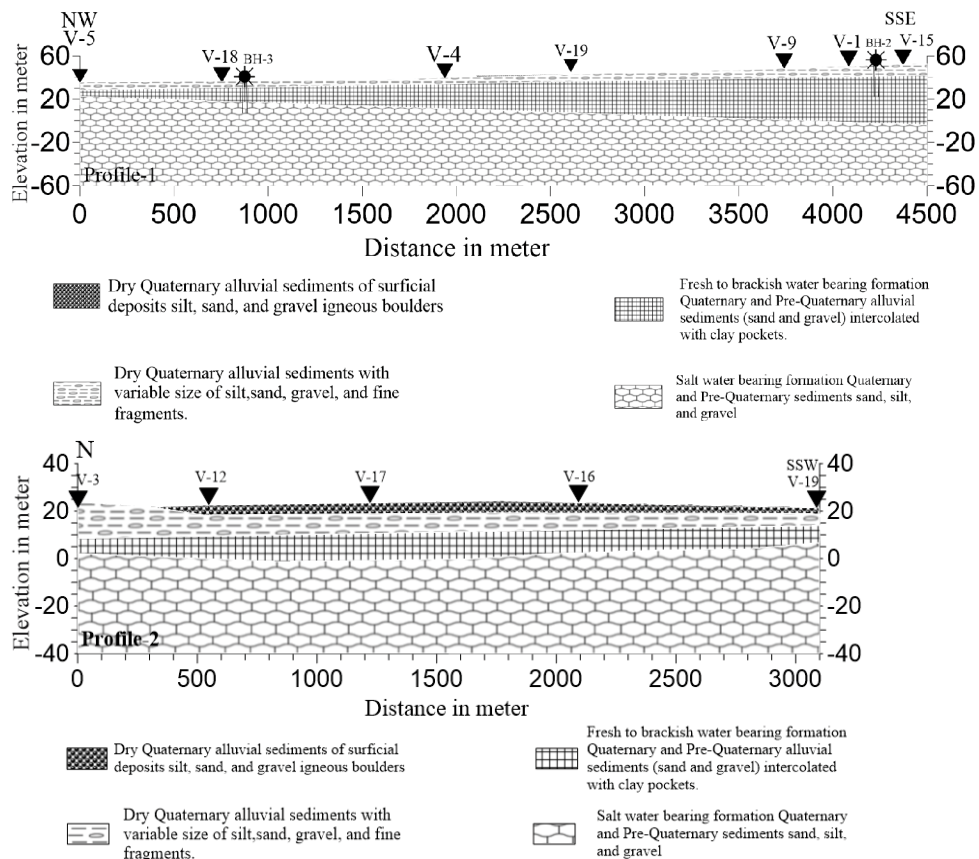 NW
V-5
V-18
BH-3
V-4
V-19
V-9
V-1
BH-2
SSE
V-15
Elevation in meter
60
20
-20
-60
60
20
-20
-60
Profile-1
0 500 1000 2000 2500 3000 3500 4000 4500
Distance in meter
Dry Quaternary alluvial sediments of surficial
deposits silt, sand, and gravel igneous boulders
Fresh to brackish water bearing formation
Quaternary and Pre-Quaternary alluvial
sediments (sand and gravel) intercolated
with clay pockets.
Dry Quaternary alluvial sediments with
variable size of silt,sand, gravel, and fine
fragments.
Salt water bearing formation Quaternary
and Pre-Quaternary sediments sand, silt,
and gravel
N
V-3
V-12
V-17
V-16
SSW
V-19
Elevation in meter
40
20
0
-20
-40
40
20
0
-20
-40
Profile-2
0 500 1000 1500 2000 2500 3000
Distance in meter
Dry Quaternary alluvial sediments of surficial
deposits silt, sand, and gravel igneous boulders
Fresh to brackish water bearing formation
Quaternary and Pre-Quaternary alluvial
sediments (sand and gravel) intercolated
with clay pockets.
Dry Quaternary alluvial sediments with
variable size of silt,sand, gravel, and fine
fragments.
Salt water bearing formation Quaternary
and Pre-Quaternary sediments sand, silt,
and gravel